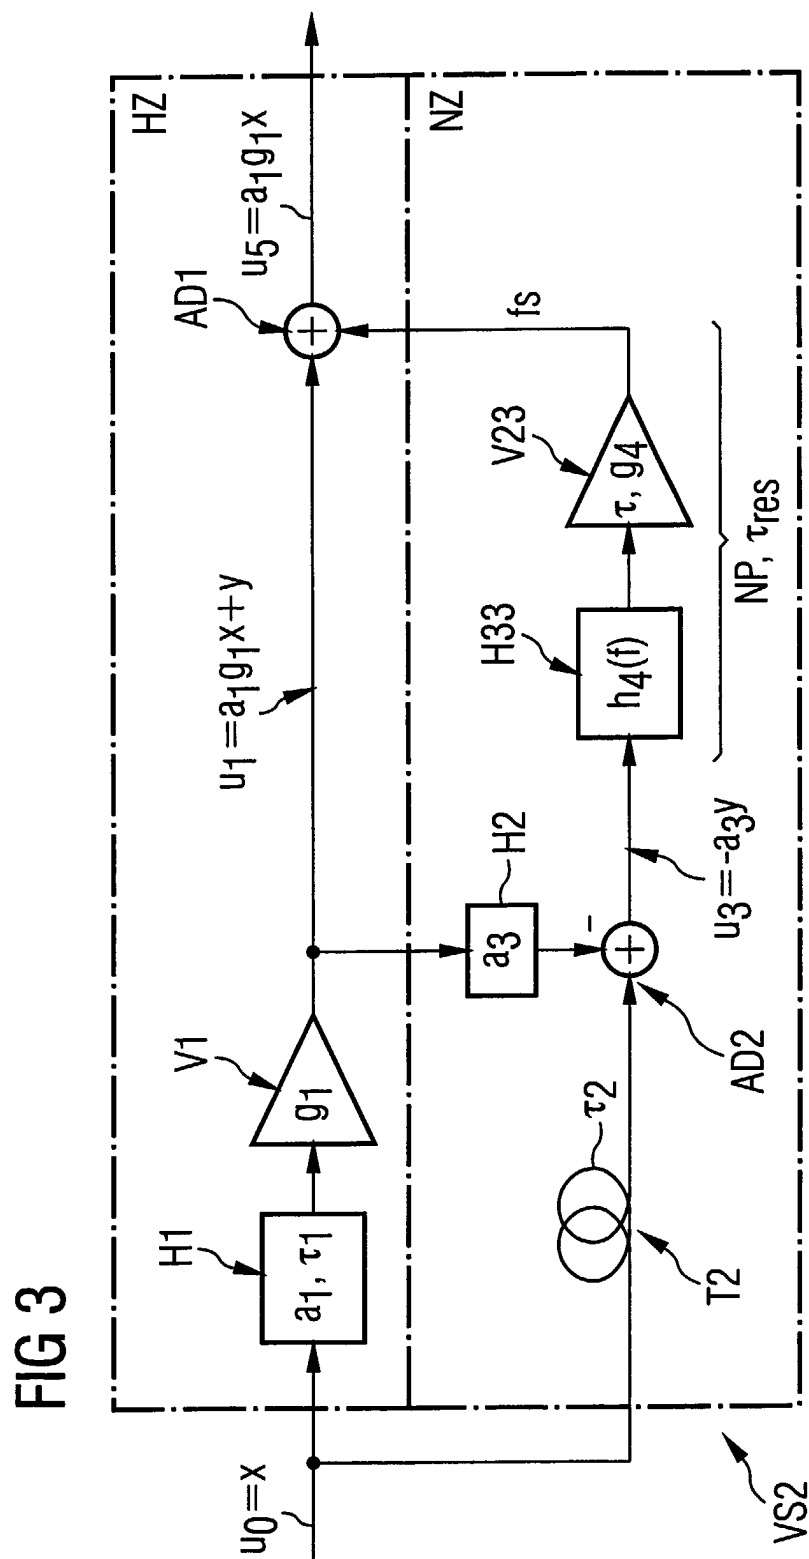 FIG 3
HZ
u₀=x
H1
a₁, τ₁
V1
g₁
u₁=a₁g₁x+y
AD1
u₅=a₁g₁x
NZ
H2
a₃
-
fs
τ₂
T2
AD2
u₃=-a₃y
H33
h₄(f)
V23
τ, g₄
NP, τres
VS2
+
+